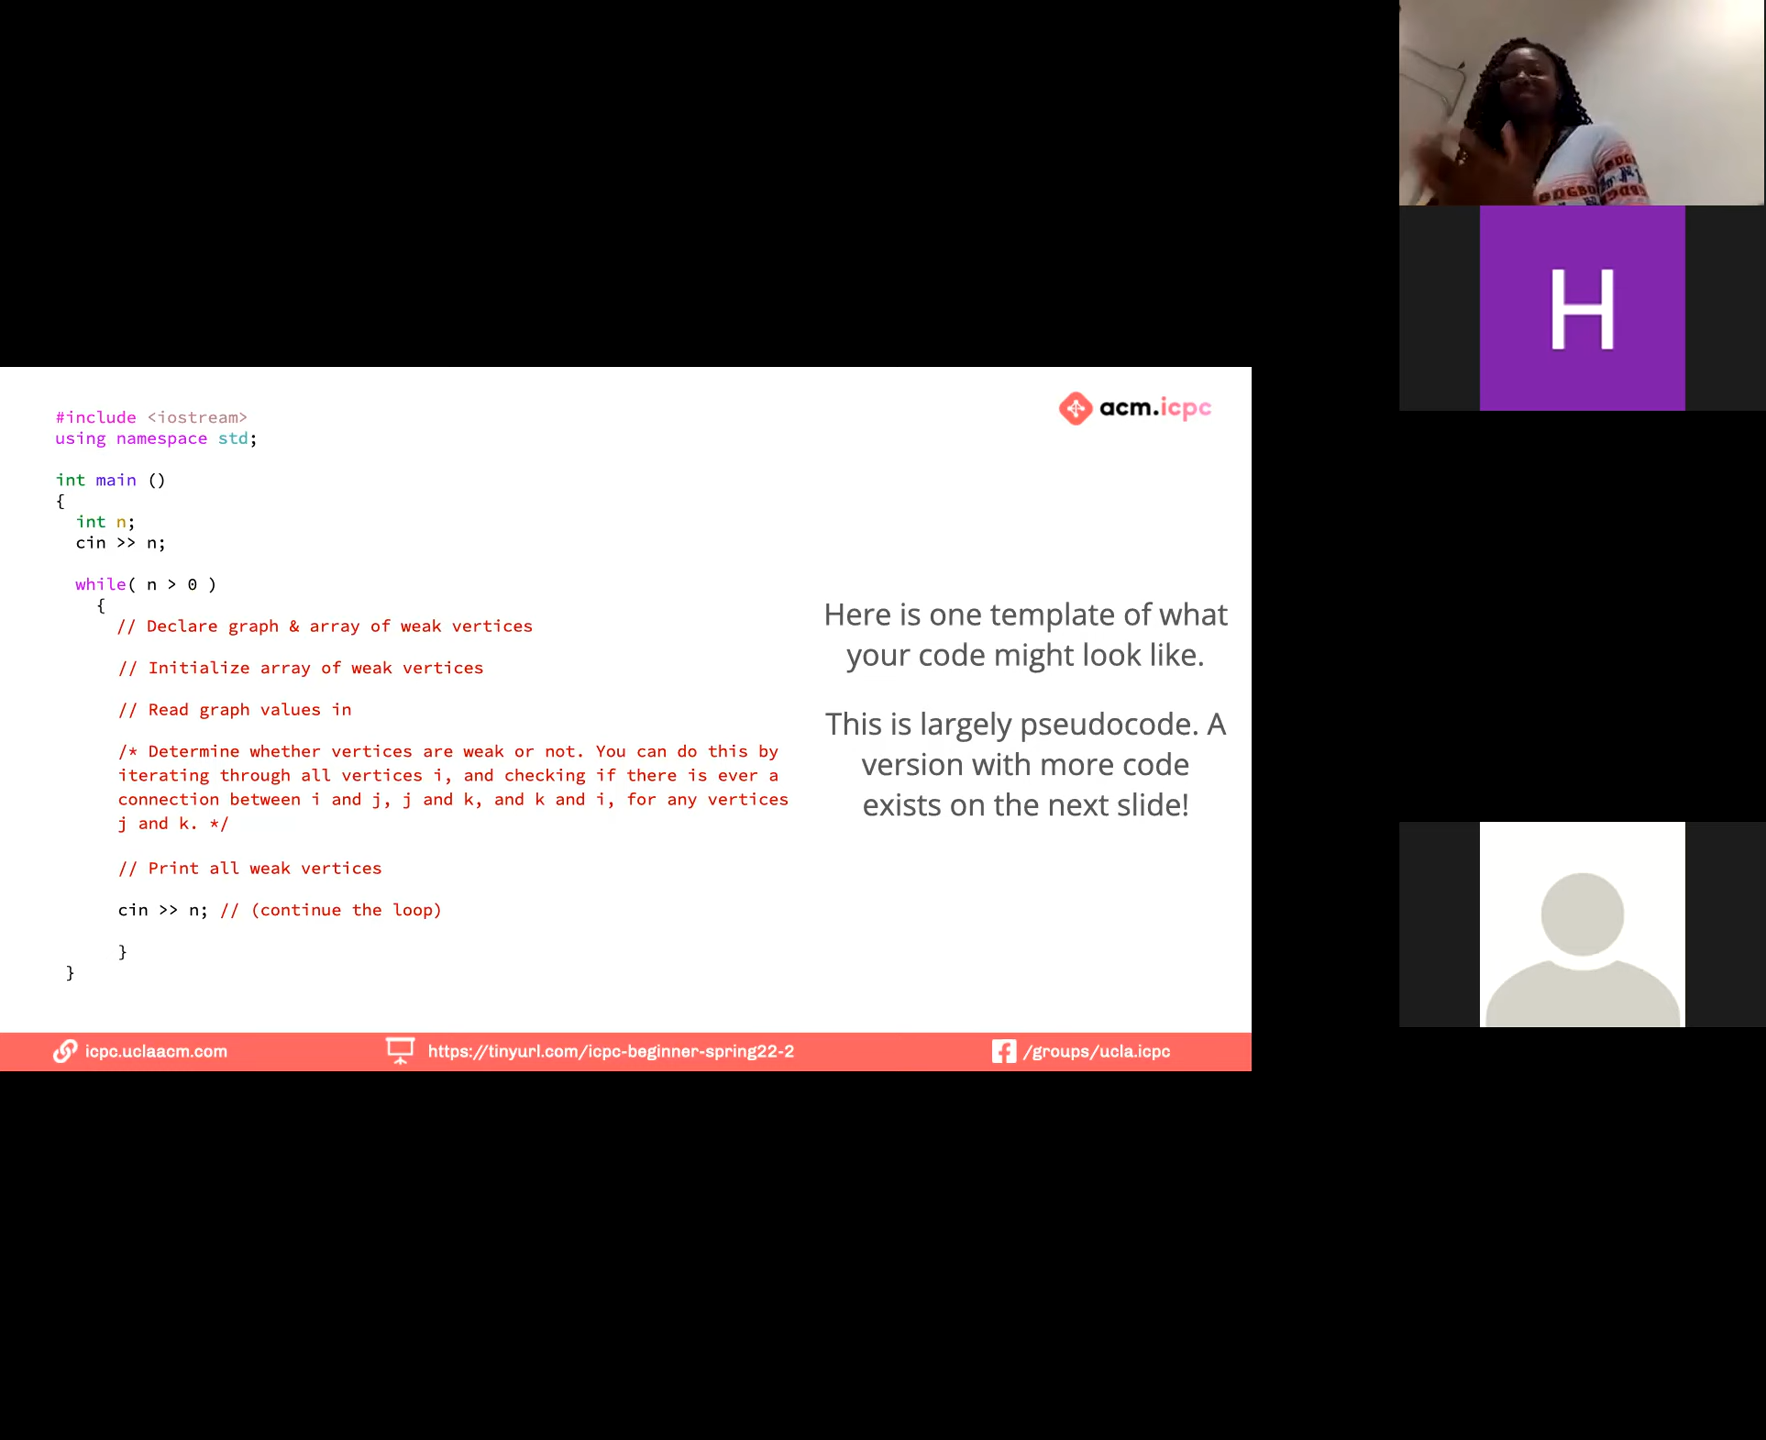 acm.icpc
#include <iostream>
using namespace std;
int main ()
{
int n;
cin >> n;
while( n > 0 )
{
// Declare graph & array of weak vertices
// Initialize array of weak vertices
// Read graph values in
/* Determine whether vertices are weak or not. You can do this by
iterating through all vertices i, and checking if there is ever a
connection between i and j, j and k, and k and i, for any vertices
j and k. */
// Print all weak vertices
cin >> n; // (continue the loop)
}
}
Here is one template of what
your code might look like.
This is largely pseudocode. A
version with more code
exists on the next slide!
icpc.uclaacm.com
https://tinyurl.com/icpc-beginner-spring22-2
/groups/ucla.icpc
H